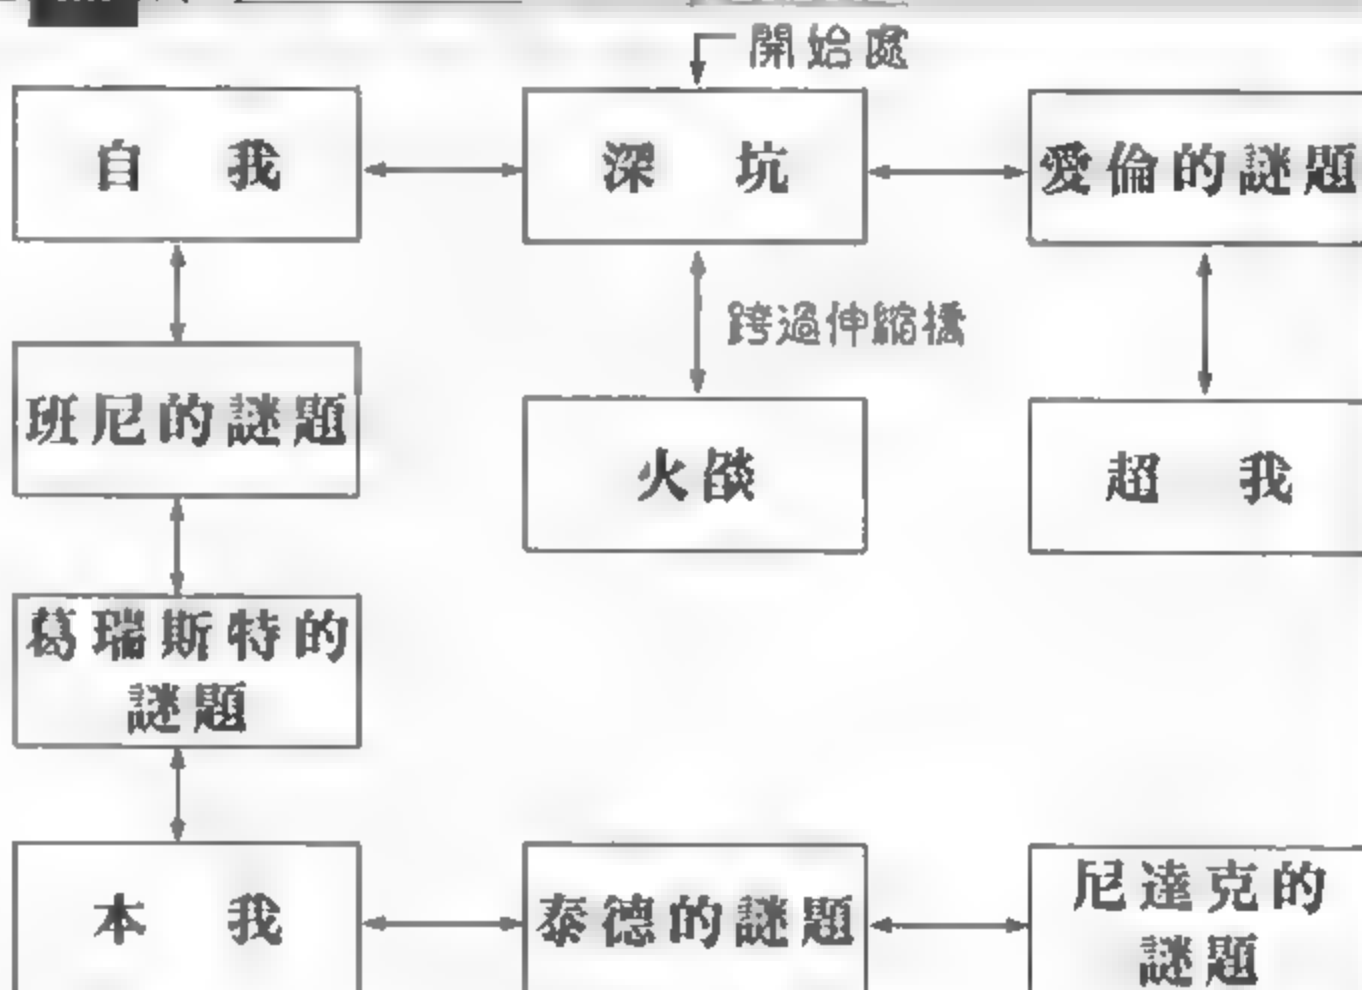 開始處
自 我
深 坑
愛倫的謎題
跨過伸縮橋
班尼的謎題
火燄
超 我
葛瑞斯特的
謎題
本 我
泰德的謎題
尼達克的
謎題